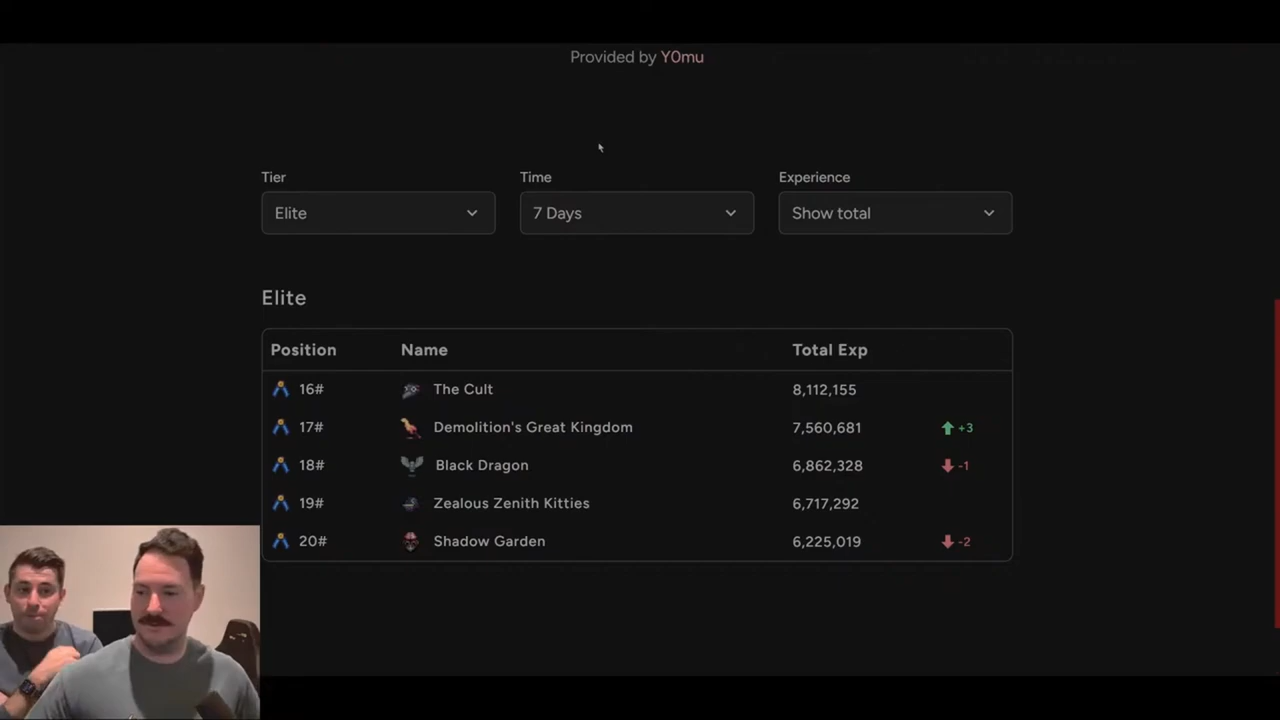 Provided by Y0mu
Tier Time Experience
Elite 7 Days Show total
Elite
Position Name Total Exp
16# The Cult 8,112,155
17# Demolition's Great Kingdom 7,560,681 +3
18# Black Dragon 6,862,328 -1
19# Zealous Zenith Kitties 6,717,292
20# Shadow Garden 6,225,019 -2